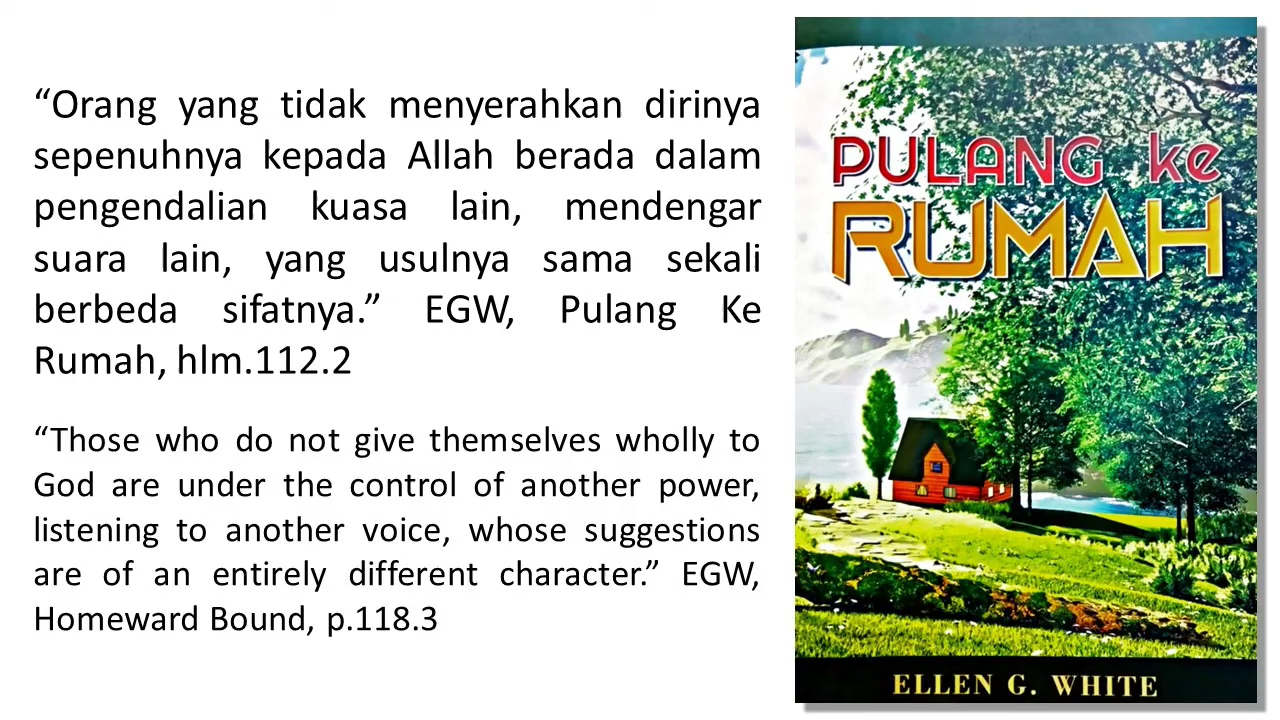 “Orang yang tidak menyerahkan dirinya
sepenuhnya kepada Allah berada dalam
pengendalian kuasa lain, mendengar
suara lain, yang usulnya sama sekali
berbeda sifatnya.” EGW, Pulang Ke
Rumah, hlm.112.2
“Those who do not give themselves wholly to
God are under the control of another power,
listening to another voice, whose suggestions
are of an entirely different character.” EGW,
Homeward Bound, p.118.3
PULANG ke
RUMAH
ELLEN G. WHITE